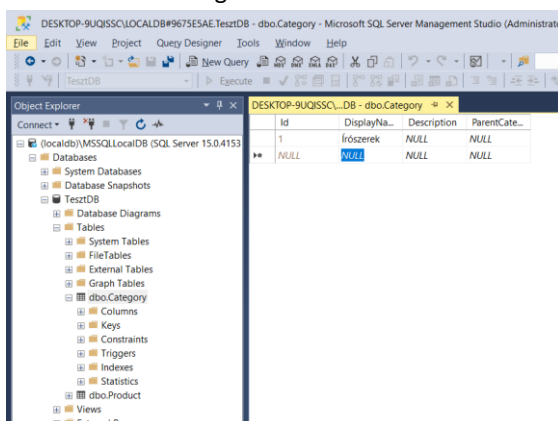 DESKTOP-9UQISSC\LOCALDB#9675E5AE.TesztDB - dbo.Category - Microsoft SQL Server Management Studio (Administrat
File Edit View Project Query Designer Tools Window Help
New Query
TesztDB Execute
Object Explorer
Connect
(localdb)\MSSQLLocalDB (SQL Server 15.0.4153
Databases
System Databases
Database Snapshots
TesztDB
Database Diagrams
Tables
System Tables
FileTables
External Tables
Graph Tables
dbo.Category
Columns
Keys
Constraints
Triggers
Indexes
Statistics
dbo.Product
Views
DESKTOP-9UQISSC\...DB - dbo.Category
Id DisplayNa... Description ParentCate...
1 Írószerek NULL NULL
NULL NULL NULL NULL